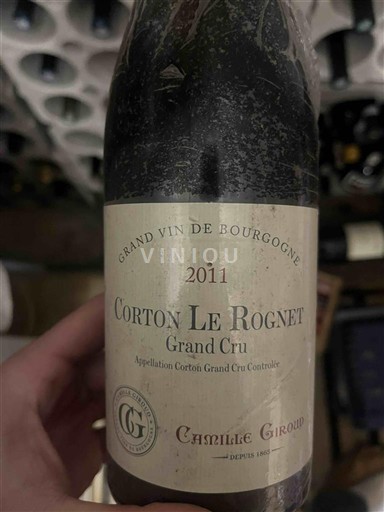 GRAND VIN DE BOURGOGNE
VINIOU
2011
CORTON LE ROGNET
Grand Cru
Appellation Corton Grand Cru Contrôlée
CG
CAMILLE GIROUD
DEPUIS 1865